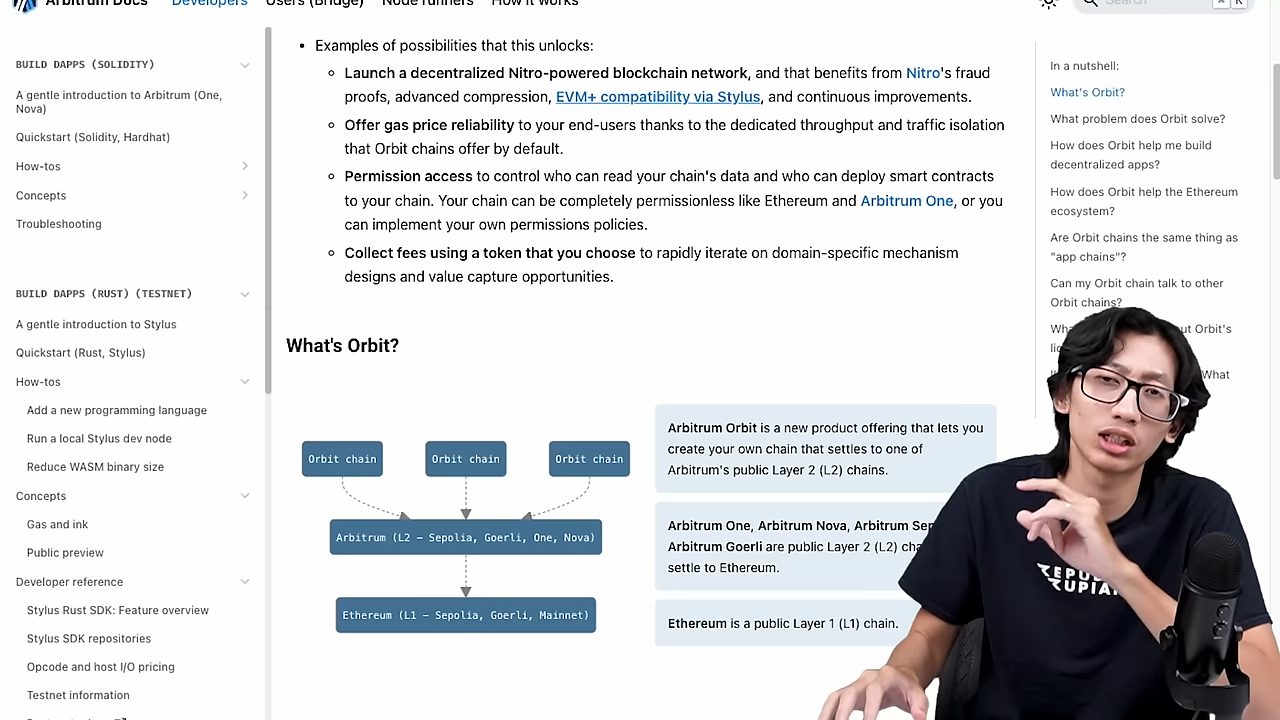 Arbitrum Docs Developers Users (Bridge) Node runners How it works Search K
BUILD DAPPS (SOLIDITY)
A gentle introduction to Arbitrum (One,
Nova)
Quickstart (Solidity, Hardhat)
How-tos
Concepts
Troubleshooting
BUILD DAPPS (RUST) (TESTNET)
A gentle introduction to Stylus
Quickstart (Rust, Stylus)
How-tos
Add a new programming language
Run a local Stylus dev node
Reduce WASM binary size
Concepts
Gas and ink
Public preview
Developer reference
Stylus Rust SDK: Feature overview
Stylus SDK repositories
Opcode and host I/O pricing
Testnet information
• Examples of possibilities that this unlocks:
Launch a decentralized Nitro-powered blockchain network, and that benefits from Nitro's fraud
proofs, advanced compression, EVM+ compatibility via Stylus, and continuous improvements.
Offer gas price reliability to your end-users thanks to the dedicated throughput and traffic isolation
that Orbit chains offer by default.
Permission access to control who can read your chain's data and who can deploy smart contracts
to your chain. Your chain can be completely permissionless like Ethereum and Arbitrum One, or you
can implement your own permissions policies.
Collect fees using a token that you choose to rapidly iterate on domain-specific mechanism
designs and value capture opportunities.
What's Orbit?
Orbit chain Orbit chain Orbit chain
Arbitrum (L2 – Sepolia, Goerli, One, Nova)
Ethereum (L1 – Sepolia, Goerli, Mainnet)
Arbitrum Orbit is a new product offering that lets you
create your own chain that settles to one of
Arbitrum's public Layer 2 (L2) chains.
Arbitrum One, Arbitrum Nova, Arbitrum Sep
Arbitrum Goerli are public Layer 2 (L2) cha
settle to Ethereum.
Ethereum is a public Layer 1 (L1) chain.
In a nutshell:
What's Orbit?
What problem does Orbit solve?
How does Orbit help me build
decentralized apps?
How does Orbit help the Ethereum
ecosystem?
Are Orbit chains the same thing as
"app chains"?
Can my Orbit chain talk to other
Orbit chains?
ut Orbit's
What